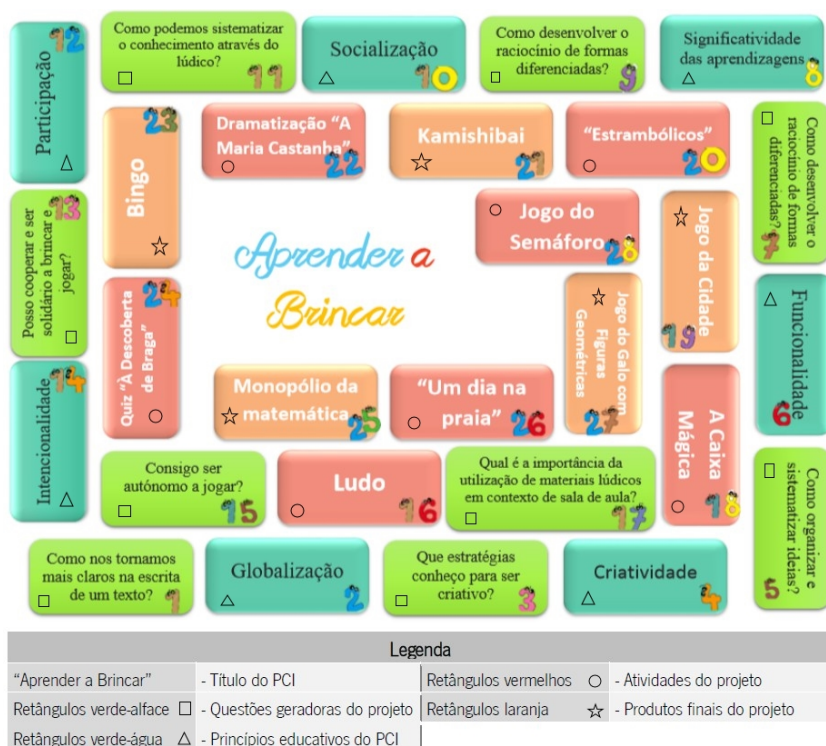 Participação
12
Como podemos sistematizar
o conhecimento através do
lúdico?
11
Socialização
10
Como desenvolver o
raciocínio de formas
diferenciadas?
9
Significatividade
das aprendizagens
8
Bingo
23
Dramatização “A
Maria Castanha”
22
Kamishibai
21
“Estrambólicos”
20
Como desenvolver o
raciocínio de formas
diferenciadas?
7
Posso cooperar e ser
solidário a brincar e
jogar?
13
Jogo do
Semáforo
28
Jogo da Cidade
19
Aprender a
Brincar
Quiz “À Descoberta
de Braga”
24
Jogo do Galo com
Figuras
Geométricas
27
Funcionalidade
6
Intencionalidade
14
Monopólio da
matemática
25
“Um dia na
praia”
26
A Caixa
Mágica
18
Consigo ser
autónomo a jogar?
15
Ludo
16
Qual é a importância da
utilização de materiais lúdicos
em contexto de sala de aula?
17
Como organizar e
sistematizar ideias?
5
Como nos tornamos
mais claros na escrita
de um texto?
1
Globalização
2
Que estratégias
conheço para ser
criativo?
3
Criatividade
4
Legenda
“Aprender a Brincar” - Título do PCI
Retângulos vermelhos - Atividades do projeto
Retângulos verde-alface - Questões geradoras do projeto
Retângulos laranja - Produtos finais do projeto
Retângulos verde-água - Princípios educativos do PCI